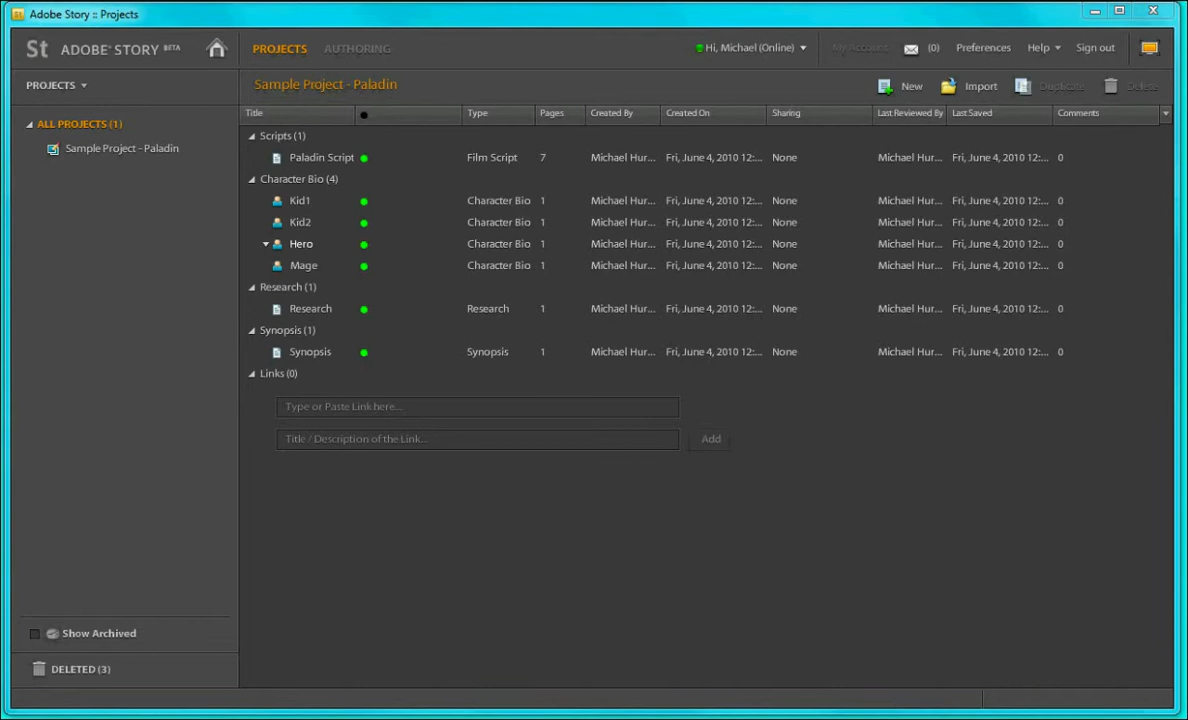 St Adobe Story :: Projects
St ADOBE® STORY BETA
PROJECTS
AUTHORING
Hi, Michael (Online)
My Account
(0)
Preferences
Help
Sign out
PROJECTS
Sample Project - Paladin
New
Import
Duplicate
Delete
Title Type Pages Created By Created On Sharing Last Reviewed By Last Saved Comments
ALL PROJECTS (1)
Sample Project - Paladin
Scripts (1)
Paladin Script Film Script 7 Michael Hur... Fri, June 4, 2010 12:... None Michael Hur... Fri, June 4, 2010 12:... 0
Character Bio (4)
Kid1 Character Bio 1 Michael Hur... Fri, June 4, 2010 12:... None Michael Hur... Fri, June 4, 2010 12:... 0
Kid2 Character Bio 1 Michael Hur... Fri, June 4, 2010 12:... None Michael Hur... Fri, June 4, 2010 12:... 0
Hero Character Bio 1 Michael Hur... Fri, June 4, 2010 12:... None Michael Hur... Fri, June 4, 2010 12:... 0
Mage Character Bio 1 Michael Hur... Fri, June 4, 2010 12:... None Michael Hur... Fri, June 4, 2010 12:... 0
Research (1)
Research Research 1 Michael Hur... Fri, June 4, 2010 12:... None Michael Hur... Fri, June 4, 2010 12:... 0
Synopsis (1)
Synopsis Synopsis 1 Michael Hur... Fri, June 4, 2010 12:... None Michael Hur... Fri, June 4, 2010 12:... 0
Links (0)
Type or Paste Link here...
Title / Description of the Link...
Add
Show Archived
DELETED (3)